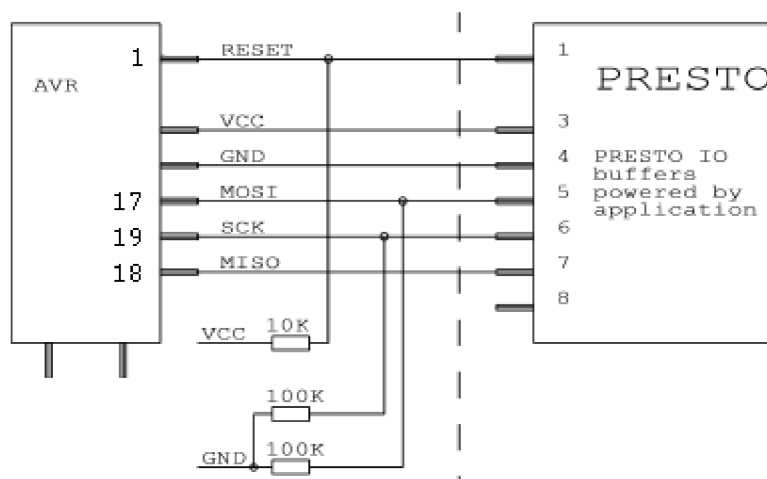 1 RESET 1
AVR
PRESTO
VCC 3
GND 4
PRESTO IO
buffers
powered by
application
17 MOSI 5
19 SCK 6
18 MISO 7
8
VCC 10K
100K
GND 100K